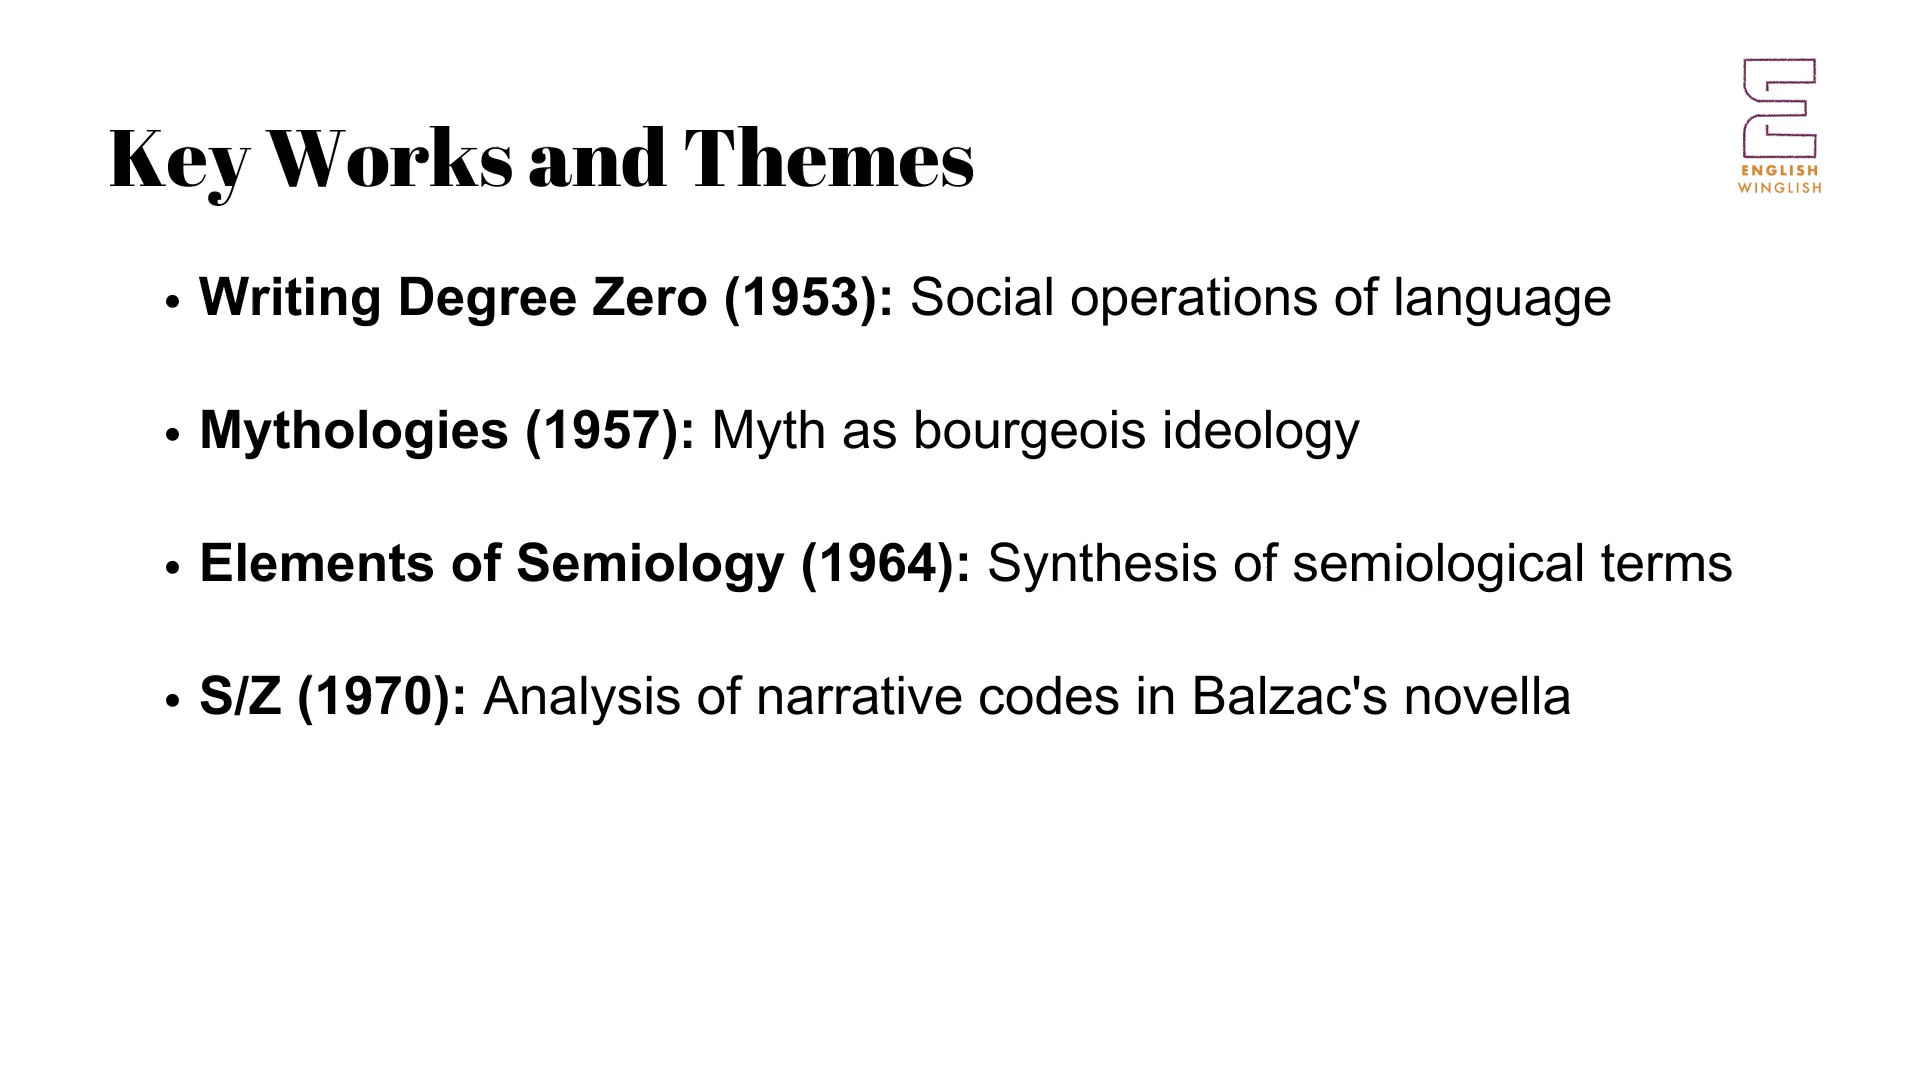 Key Works and Themes
ENGLISH
WINGLISH
• Writing Degree Zero (1953): Social operations of language
• Mythologies (1957): Myth as bourgeois ideology
• Elements of Semiology (1964): Synthesis of semiological terms
• S/Z (1970): Analysis of narrative codes in Balzac's novella